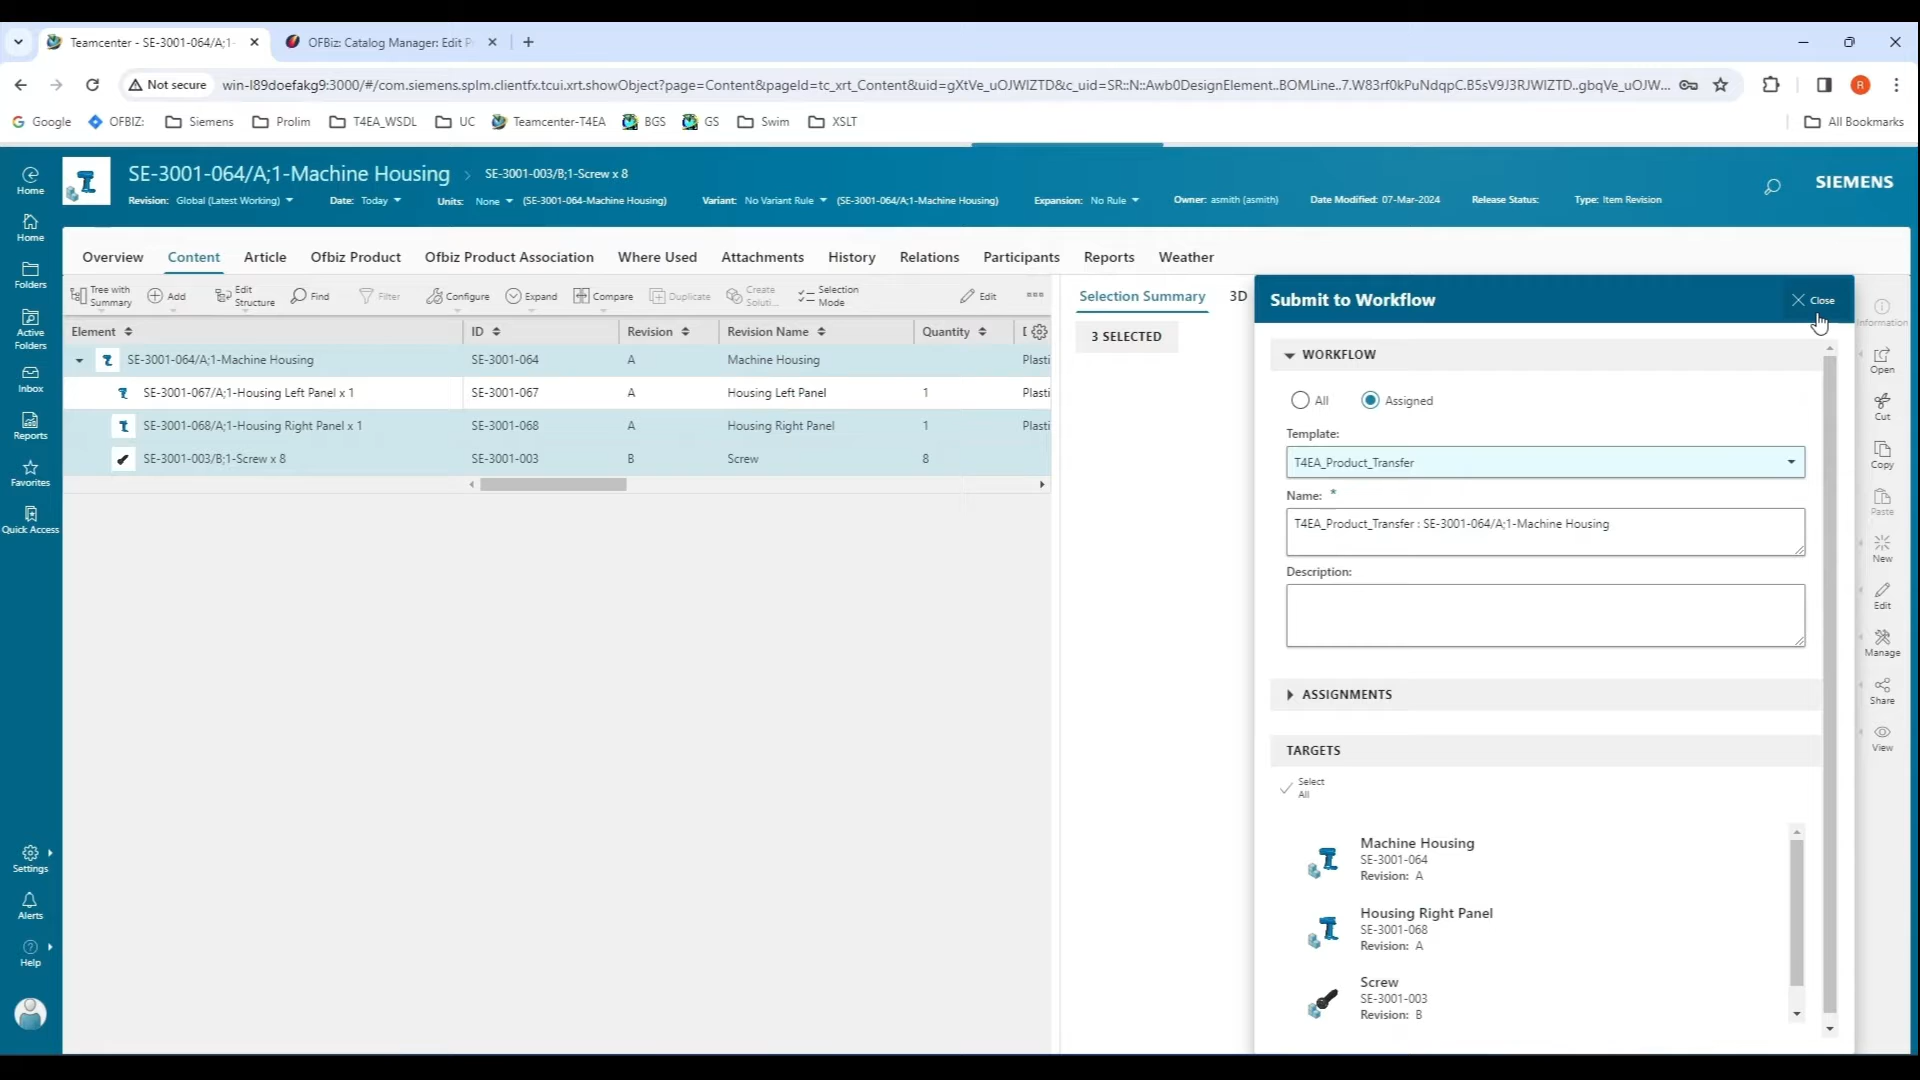 Teamcenter - SE-3001-064/A;1-
OFBiz: Catalog Manager: Edit P
Not secure
win-l89doefakg9:3000/#/com.siemens.splm.clientfx.tcui.xrt.showObject?page=Content&pageId=tc_xrt_Content&uid=gXtVe_uOJWIZTD&c_uid=SR::N::Awb0DesignElement..BOMLine..7.W83rf0kPuNdqpC.B5sV9J3RJWIZTD..gbqVe_uOJW...
R
Google
OFBIZ:
Siemens
Prolim
T4EA_WSDL
UC
Teamcenter-T4EA
BGS
GS
Swim
XSLT
All Bookmarks
Home
SE-3001-064/A;1-Machine Housing
SE-3001-003/B;1-Screw x 8
SIEMENS
Revision: Global (Latest Working)
Date: Today
Units: None
(SE-3001-064-Machine Housing)
Variant: No Variant Rule
(SE-3001-064/A;1-Machine Housing)
Expansion: No Rule
Owner: asmith (asmith)
Date Modified: 07-Mar-2024
Release Status:
Type: Item Revision
Home
Folders
Active Folders
Inbox
Reports
Favorites
Quick Access
Settings
Alerts
Help
Overview
Content
Article
Ofbiz Product
Ofbiz Product Association
Where Used
Attachments
History
Relations
Participants
Reports
Weather
Tree with Summary
Add
Edit Structure
Find
Filter
Configure
Expand
Compare
Duplicate
Create Soluti...
Selection Mode
Edit
Element
ID
Revision
Revision Name
Quantity
SE-3001-064/A;1-Machine Housing SE-3001-064 A Machine Housing Plasti
SE-3001-067/A;1-Housing Left Panel x 1 SE-3001-067 A Housing Left Panel 1 Plasti
SE-3001-068/A;1-Housing Right Panel x 1 SE-3001-068 A Housing Right Panel 1 Plasti
SE-3001-003/B;1-Screw x 8 SE-3001-003 B Screw 8
Selection Summary
3D
3 SELECTED
Submit to Workflow
Close
WORKFLOW
All
Assigned
Template:
T4EA_Product_Transfer
Name: *
T4EA_Product_Transfer : SE-3001-064/A;1-Machine Housing
Description:
ASSIGNMENTS
TARGETS
Select All
Machine Housing
SE-3001-064
Revision: A
Housing Right Panel
SE-3001-068
Revision: A
Screw
SE-3001-003
Revision: B
Information
Open
Cut
Copy
Paste
New
Edit
Manage
Share
View